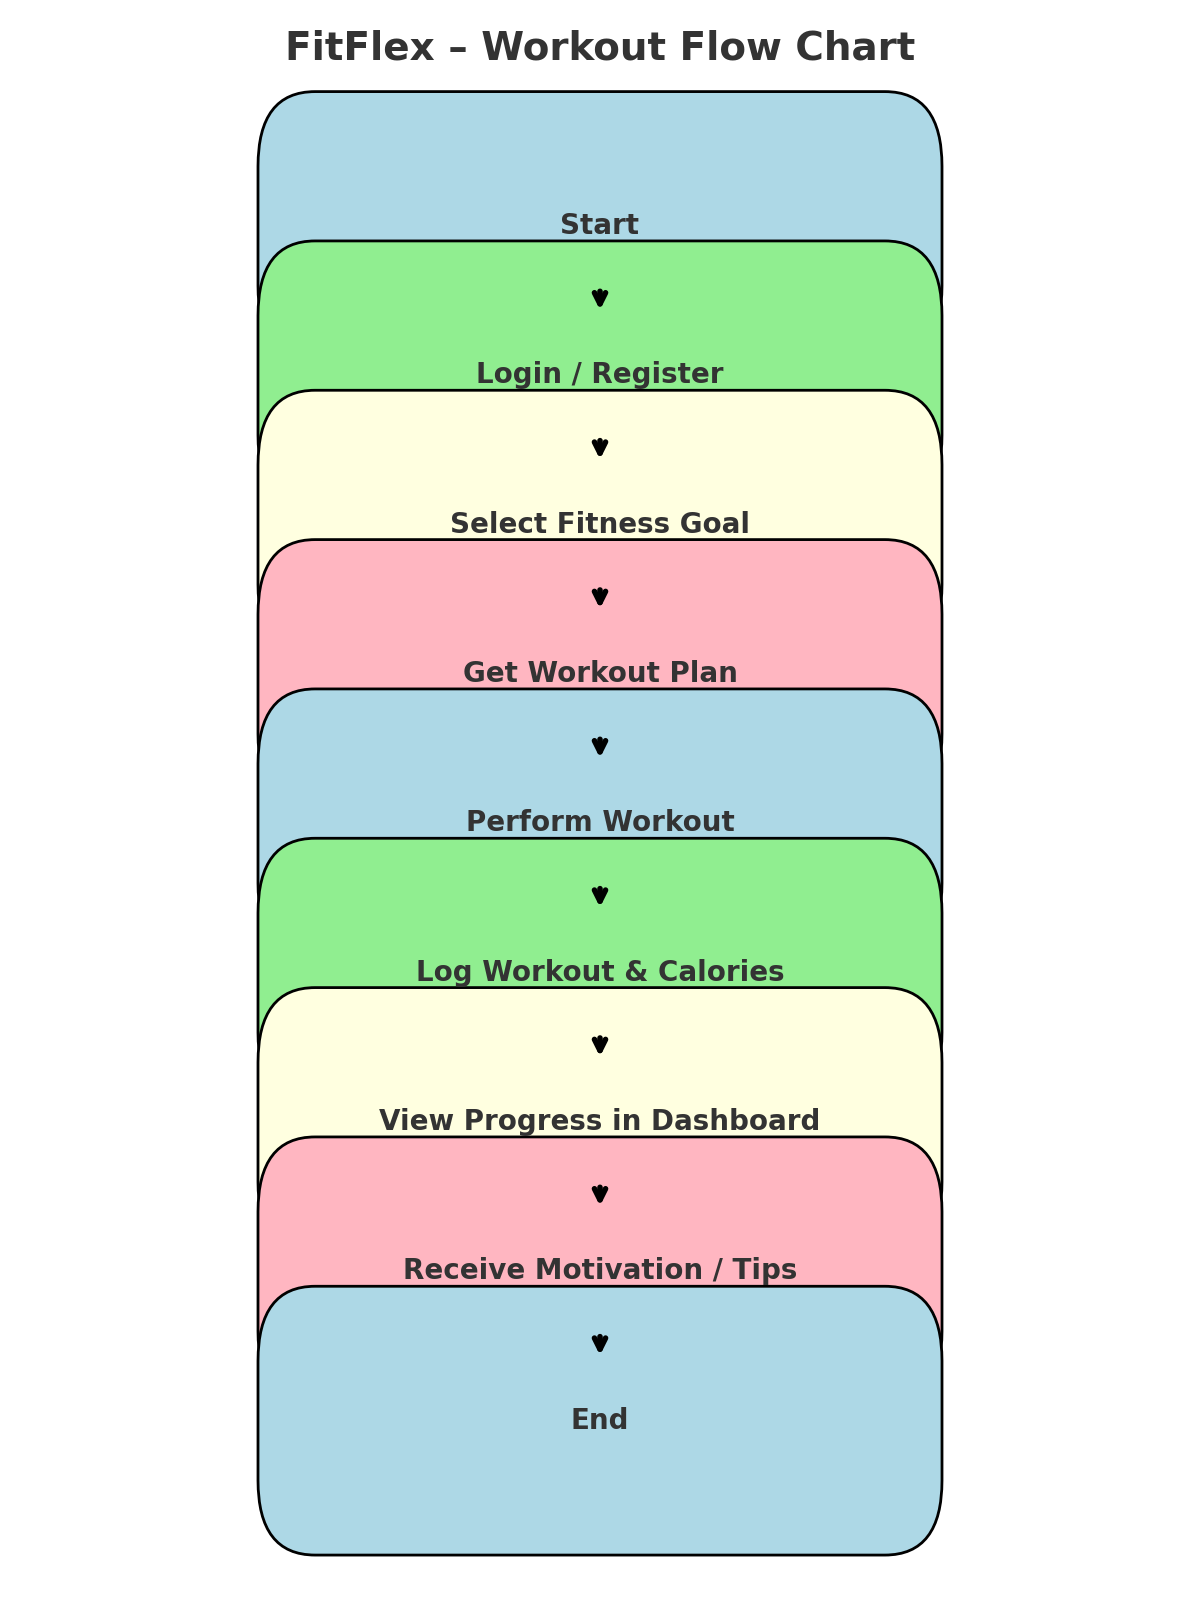 FitFlex – Workout Flow Chart
Start
Login / Register
Select Fitness Goal
Get Workout Plan
Perform Workout
Log Workout & Calories
View Progress in Dashboard
Receive Motivation / Tips
End